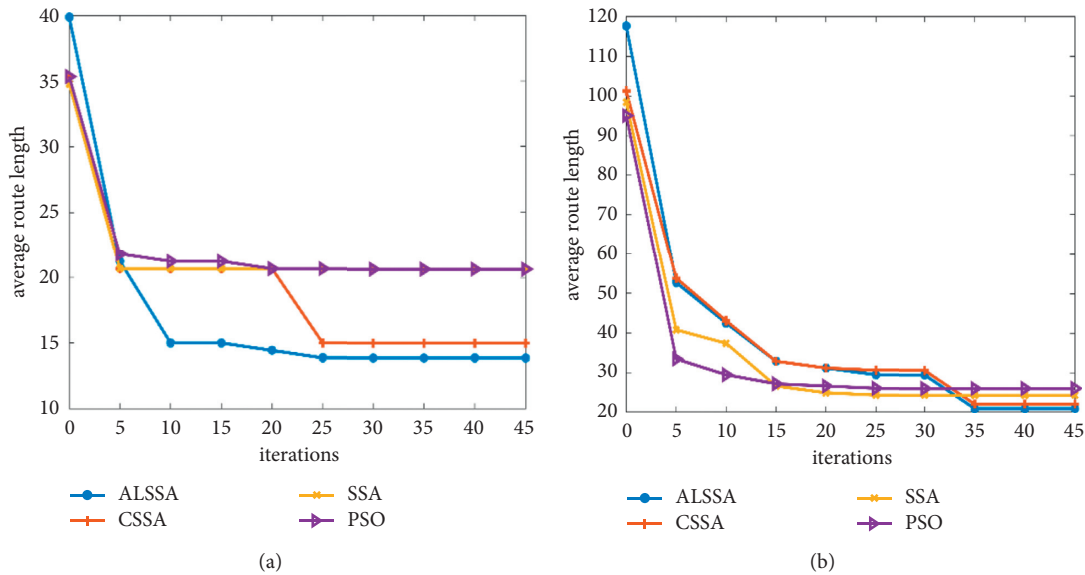 40
35
30
25
20
15
10
average route length
0 5 10 15 20 25 30 35 40 45
iterations
ALSSA
CSSA
SSA
PSO
(a)
120
100
90
80
70
60
50
40
30
20
average route length
0 5 10 15 20 25 30 35 40 45
iterations
ALSSA
CSSA
SSA
PSO
(b)